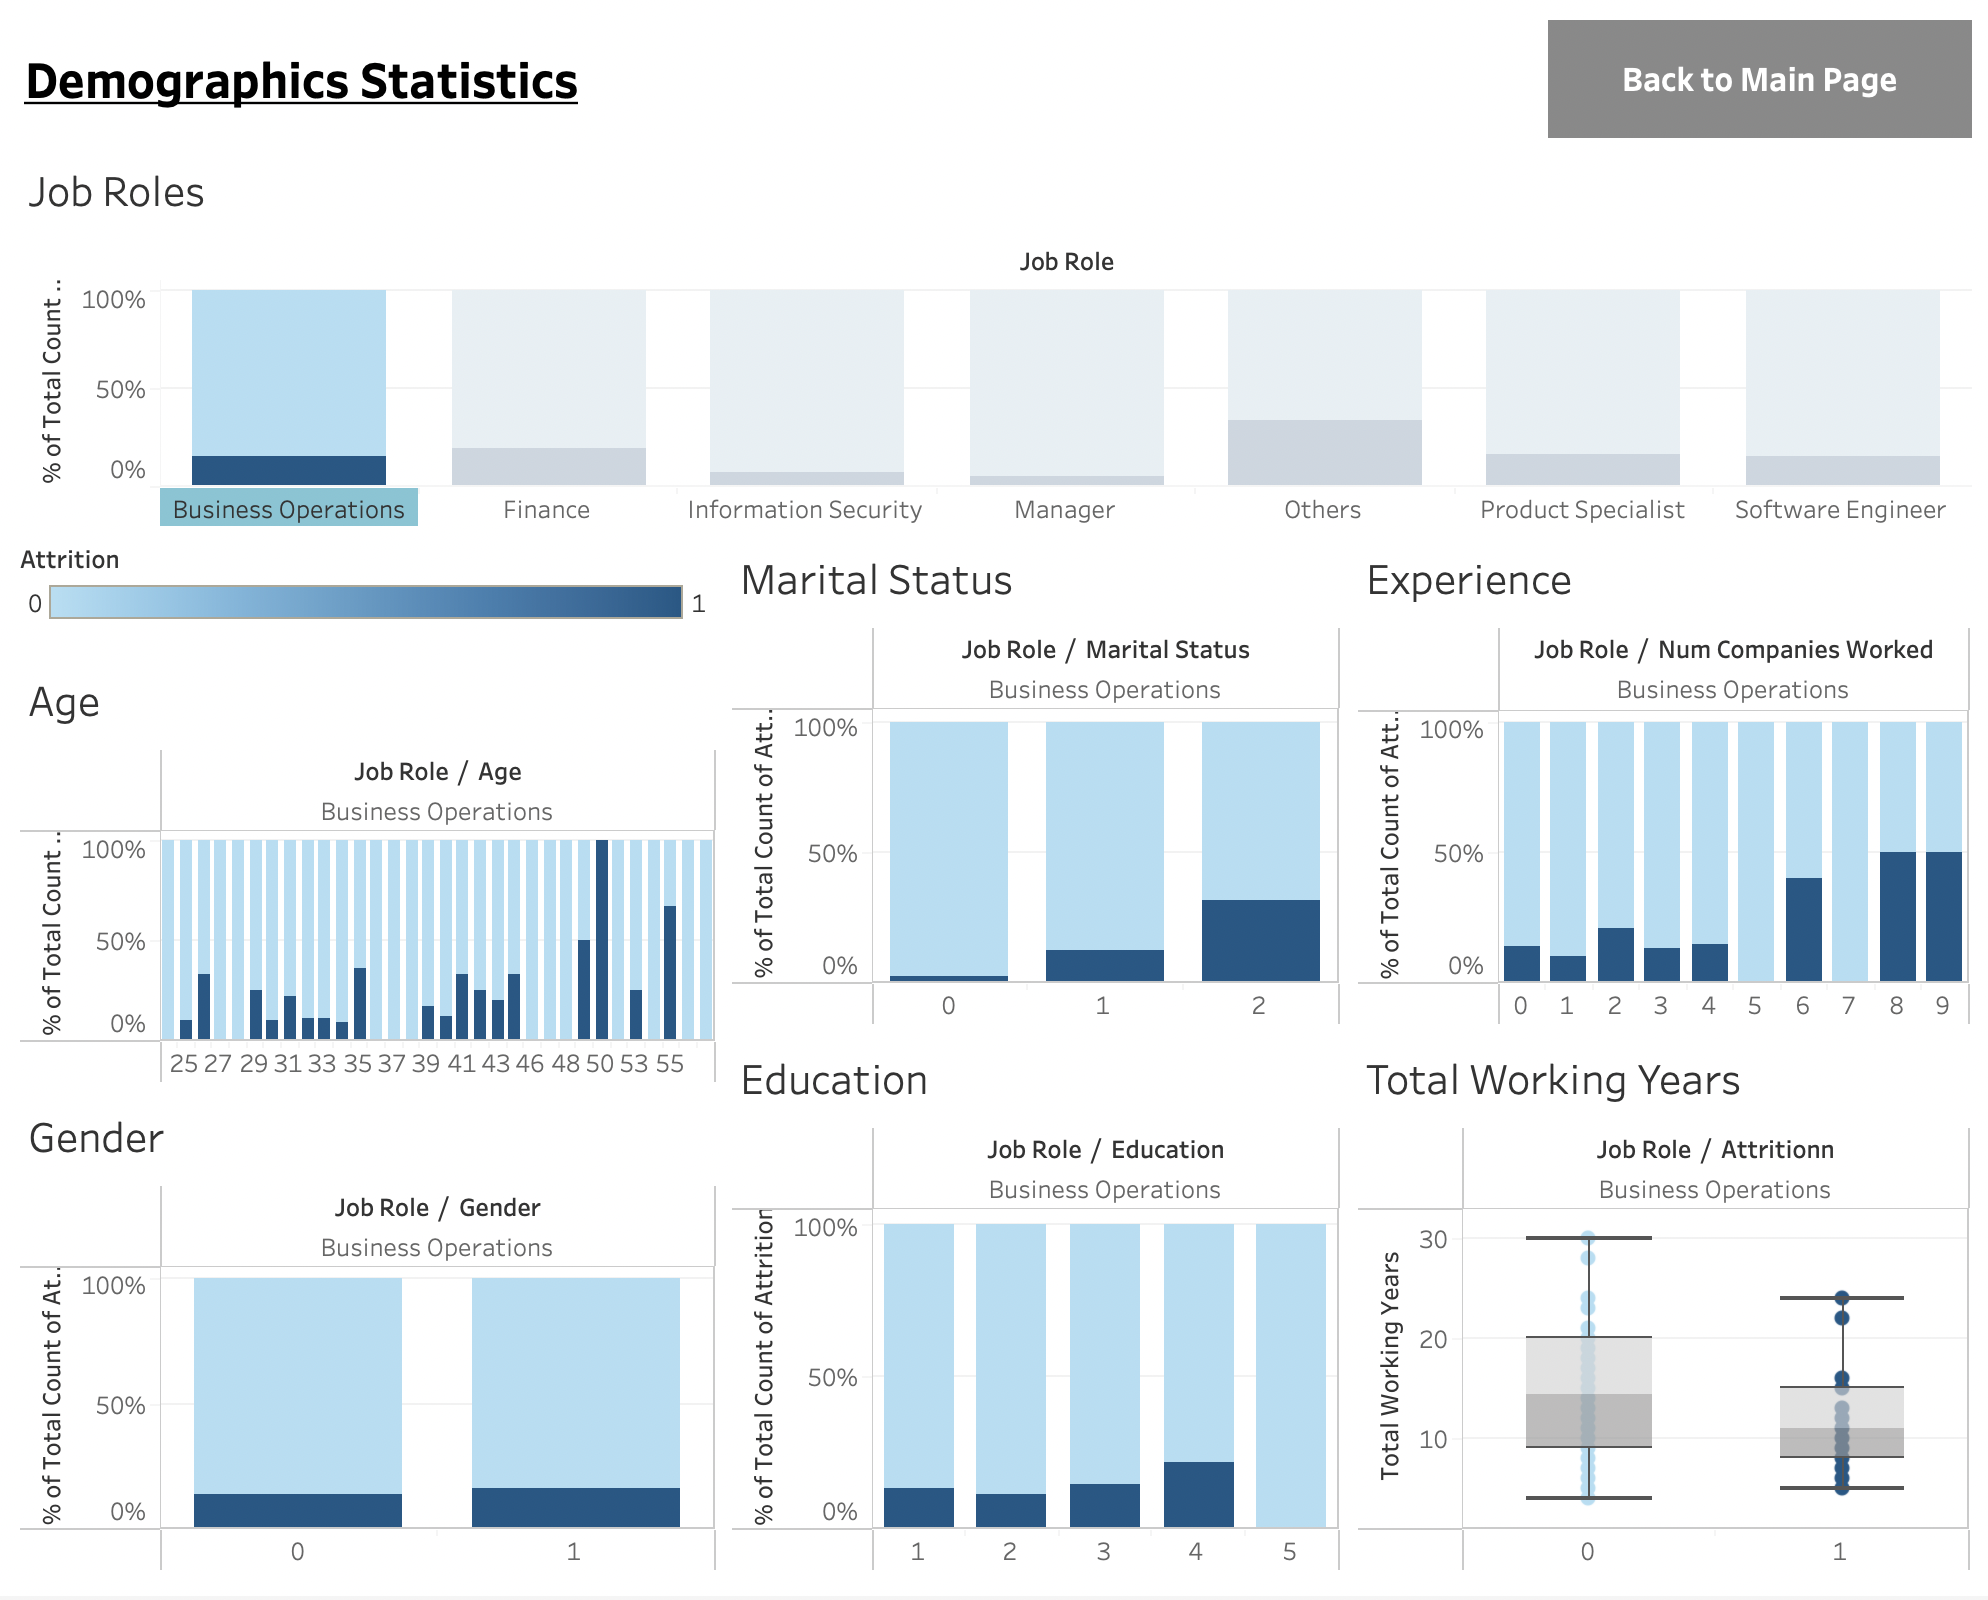 Demographics Statistics
Back to Main Page
Job Roles
Job Role
% of Total Count ..
100%
50%
0%
Business Operations
Finance
Information Security
Manager
Others
Product Specialist
Software Engineer
Attrition
0
1
Age
Job Role / Age
Business Operations
% of Total Count ..
100%
50%
0%
25 27 29 31 33 35 37 39 41 43 46 48 50 53 55
Gender
Job Role / Gender
Business Operations
% of Total Count of At..
100%
50%
0%
0 1
Marital Status
Job Role / Marital Status
Business Operations
% of Total Count of Att..
100%
50%
0%
0 1 2
Education
Job Role / Education
Business Operations
% of Total Count of Attrition
100%
50%
0%
1 2 3 4 5
Experience
Job Role / Num Companies Worked
Business Operations
% of Total Count of Att..
100%
50%
0%
0 1 2 3 4 5 6 7 8 9
Total Working Years
Job Role / Attritionn
Business Operations
Total Working Years
30
20
10
0 1